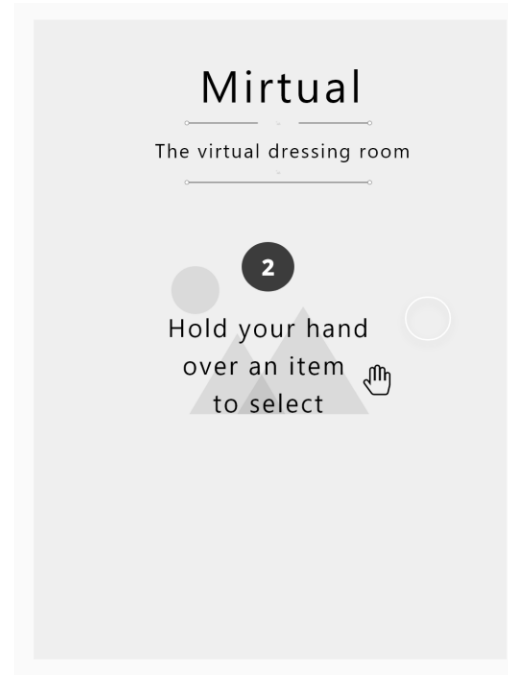 Mirtual
The virtual dressing room
2
Hold your hand
over an item
to select